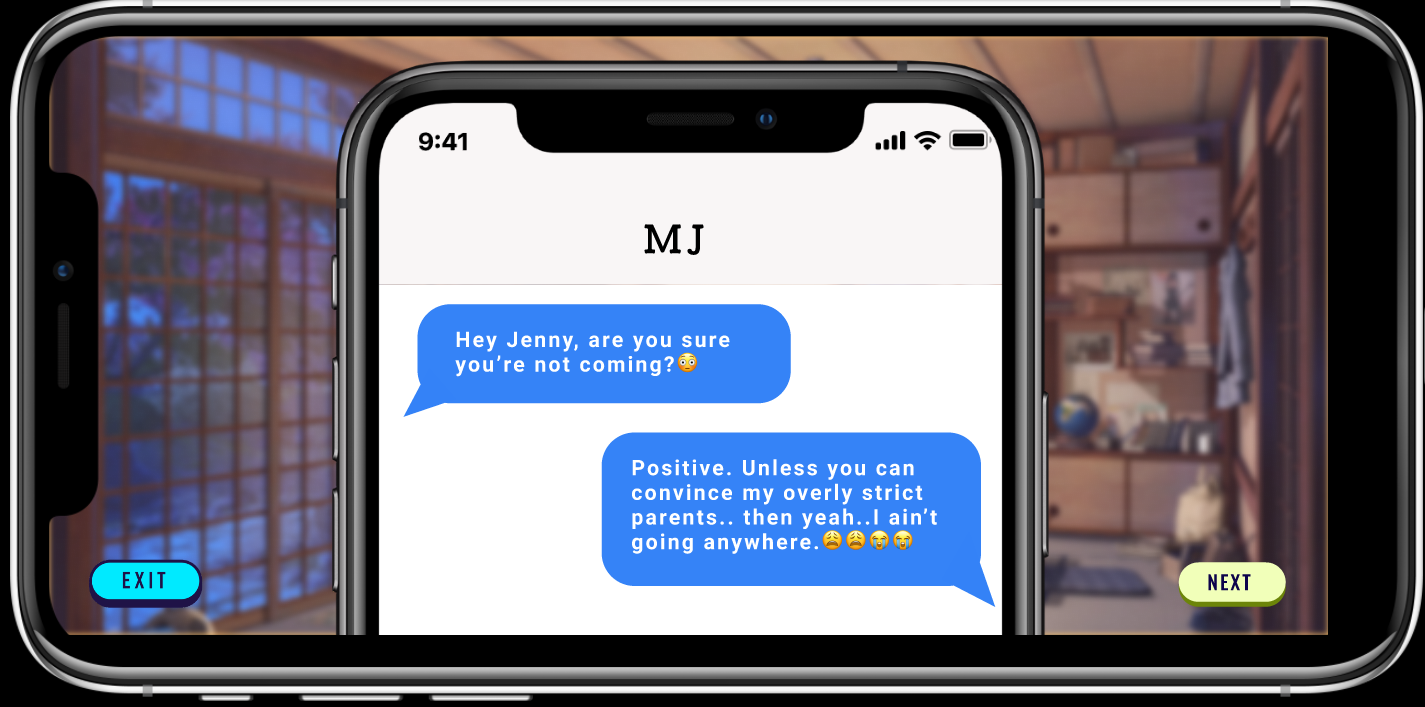 9:41
MJ
Hey Jenny, are you sure
you’re not coming?😳
Positive. Unless you can
convince my overly strict
parents.. then yeah..I ain’t
going anywhere.😩😩😭😭
EXIT
NEXT